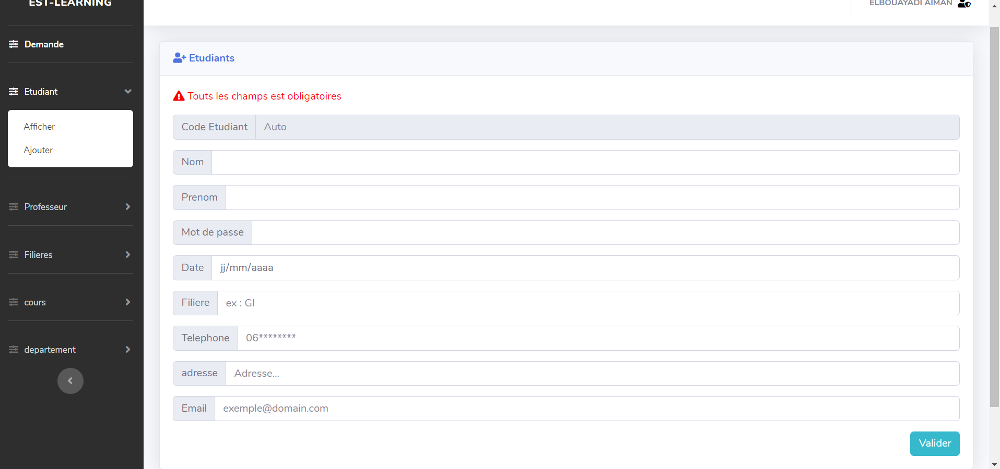 EST-LEARNING
Demande
Etudiant
Afficher
Ajouter
Professeur
Filieres
cours
departement
ELBOUAYADI AIMAN
Etudiants
Touts les champs est obligatoires
Code Etudiant Auto
Nom
Prenom
Mot de passe
Date jj/mm/aaaa
Filiere ex : GI
Telephone 06********
adresse Adresse...
Email exemple@domain.com
Valider